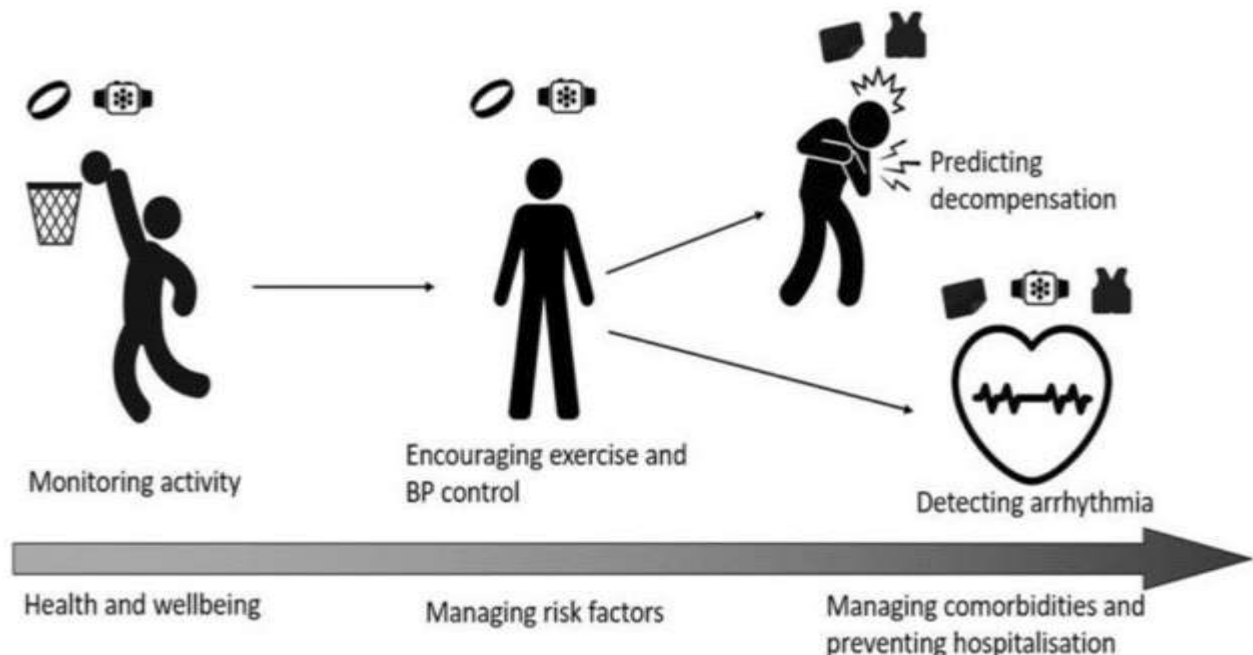 Predicting
decompensation
Monitoring activity
Encouraging exercise and
BP control
Detecting arrhythmia
Health and wellbeing
Managing risk factors
Managing comorbidities and
preventing hospitalisation